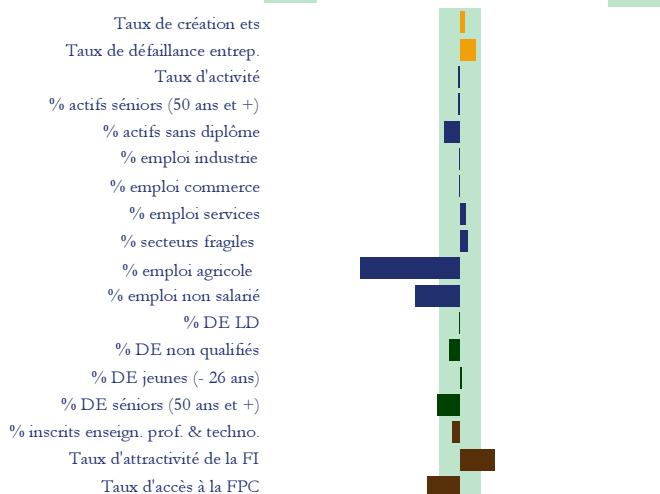 Taux de création ets
Taux de défaillance entrep.
Taux d'activité
% actifs séniors (50 ans et +)
% actifs sans diplôme
% emploi industrie
% emploi commerce
% emploi services
% secteurs fragiles
% emploi agricole
% emploi non salarié
% DE LD
% DE non qualifiés
% DE jeunes (- 26 ans)
% DE séniors (50 ans et +)
% inscrits enseign. prof. & techno.
Taux d'attractivité de la FI
Taux d'accès à la FPC